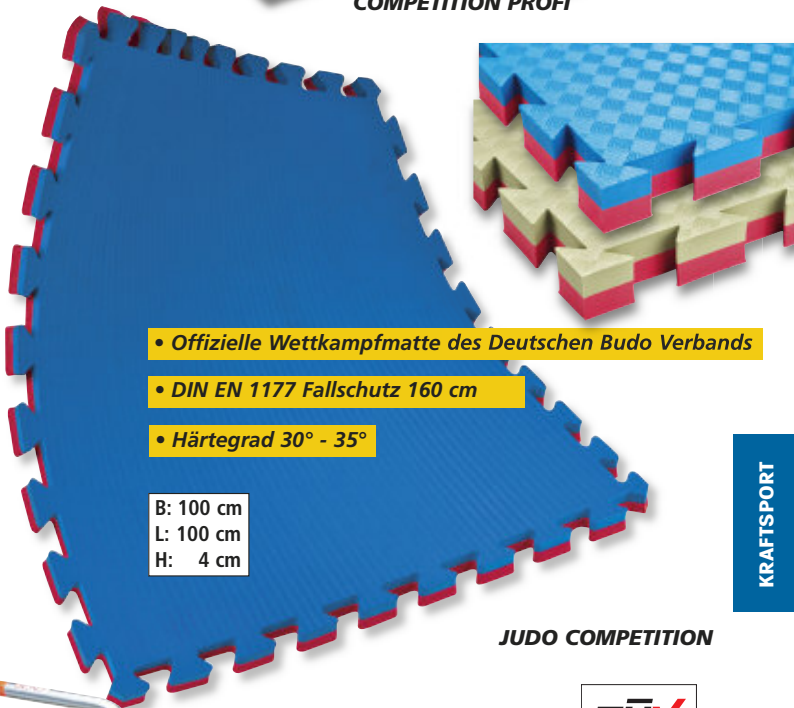 COMPETITION PROFI
• Offizielle Wettkampfmatte des Deutschen Budo Verbands
• DIN EN 1177 Fallschutz 160 cm
• Härtegrad 30° - 35°
B: 100 cm
L: 100 cm
H: 4 cm
KRAFTSPORT
JUDO COMPETITION